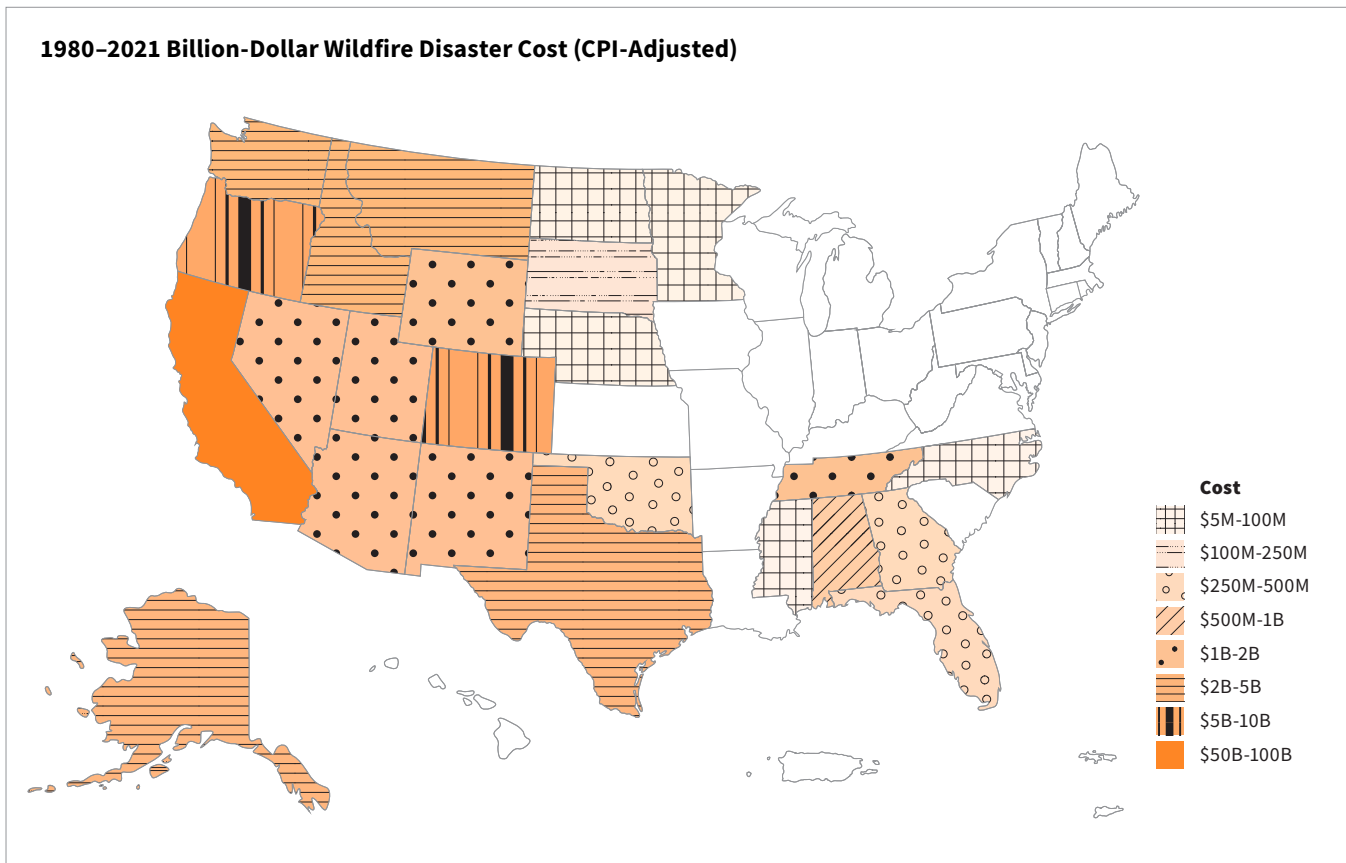 1980–2021 Billion-Dollar Wildfire Disaster Cost (CPI-Adjusted)
Cost
$5M-100M
$100M-250M
$250M-500M
$500M-1B
$1B-2B
$2B-5B
$5B-10B
$50B-100B